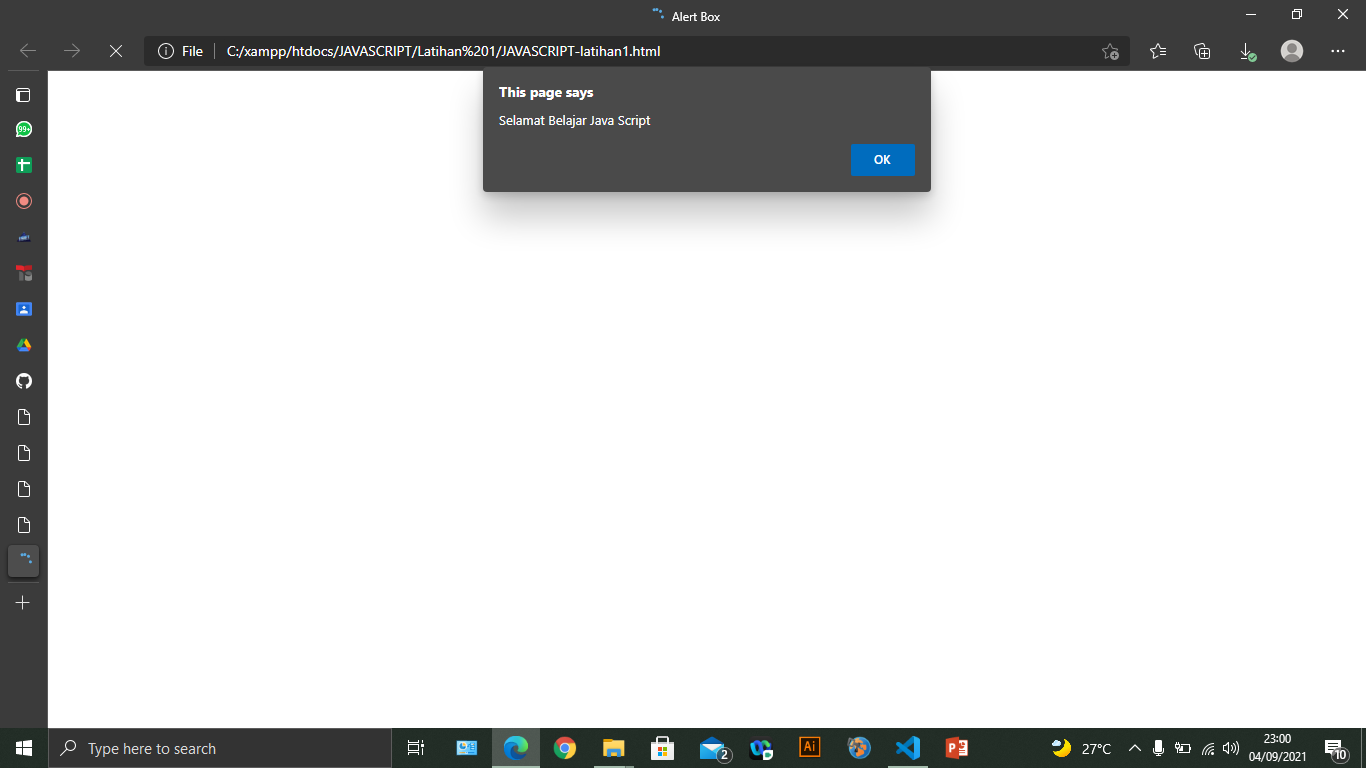 Alert Box
File
C:/xampp/htdocs/JAVASCRIPT/Latihan%201/JAVASCRIPT-latihan1.html
This page says
Selamat Belajar Java Script
OK
99+
Type here to search
2
Ai
27°C
23:00
04/09/2021
10